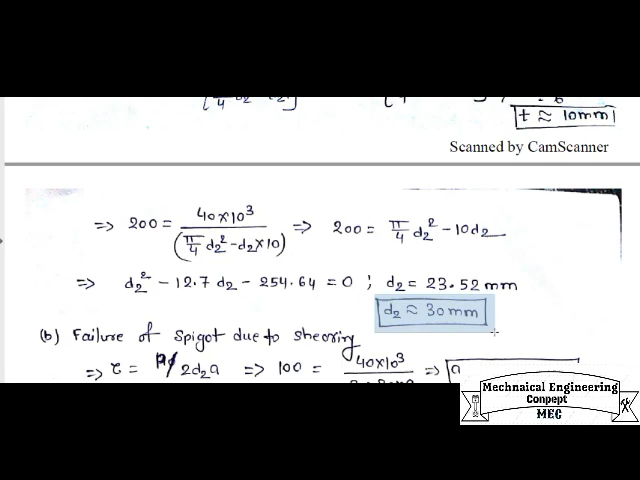 t ≈ 10mm
Scanned by CamScanner
=> 200 = 40×10³ / (π/4 d₂² - d₂×10) => 200 = π/4 d₂² - 10d₂
=> d₂² - 12.7 d₂ - 254.64 = 0 ; d₂ = 23.52 mm
d₂ ≈ 30mm
(b) Failure of Spigot due to shearing
=> τ = P/2d₂a => 100 = 40×10³ => a
Mechnaical Engineering
Conpept
MEC